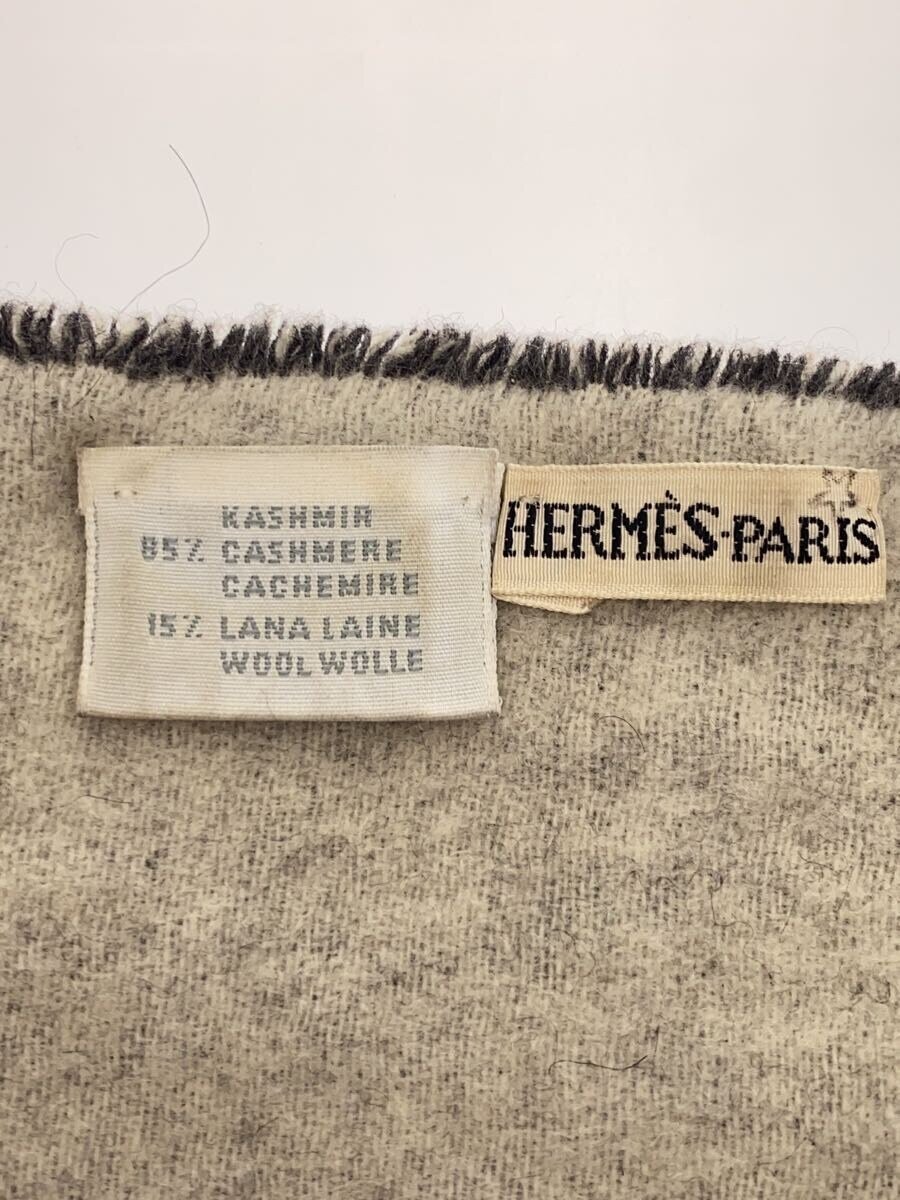 KASHMIR
85% CASHMERE
CACHEMIRE
15% LANA LAINE
WOOL WOLLE
HERMÈS-PARIS